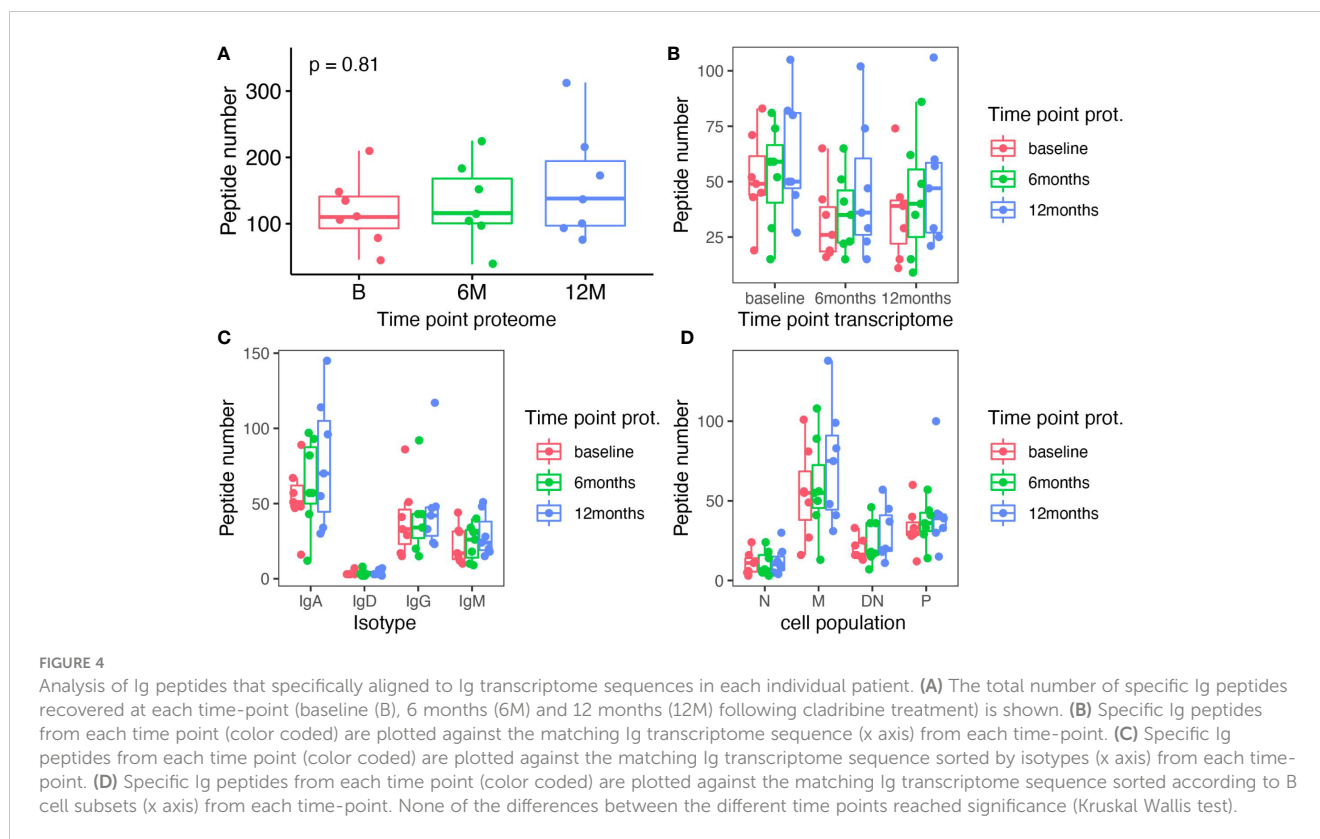 A
p = 0.81
Peptide number
300
200
100
B
6M
12M
Time point proteome
B
Peptide number
100
75
50
25
baseline
6months
12months
Time point transcriptome
Time point prot.
baseline
6months
12months
C
Peptide number
150
100
50
0
IgA
IgD
IgG
IgM
Isotype
Time point prot.
baseline
6months
12months
D
Peptide number
100
50
0
N
M
DN
P
cell population
Time point prot.
baseline
6months
12months
FIGURE 4
Analysis of Ig peptides that specifically aligned to Ig transcriptome sequences in each individual patient. (A) The total number of specific Ig peptides
recovered at each time-point (baseline (B), 6 months (6M) and 12 months (12M) following cladribine treatment) is shown. (B) Specific Ig peptides
from each time point (color coded) are plotted against the matching Ig transcriptome sequence (x axis) from each time-point. (C) Specific Ig
peptides from each time point (color coded) are plotted against the matching Ig transcriptome sequence sorted by isotypes (x axis) from each time-
point. (D) Specific Ig peptides from each time point (color coded) are plotted against the matching Ig transcriptome sequence sorted according to B
cell subsets (x axis) from each time-point. None of the differences between the different time points reached significance (Kruskal Wallis test).